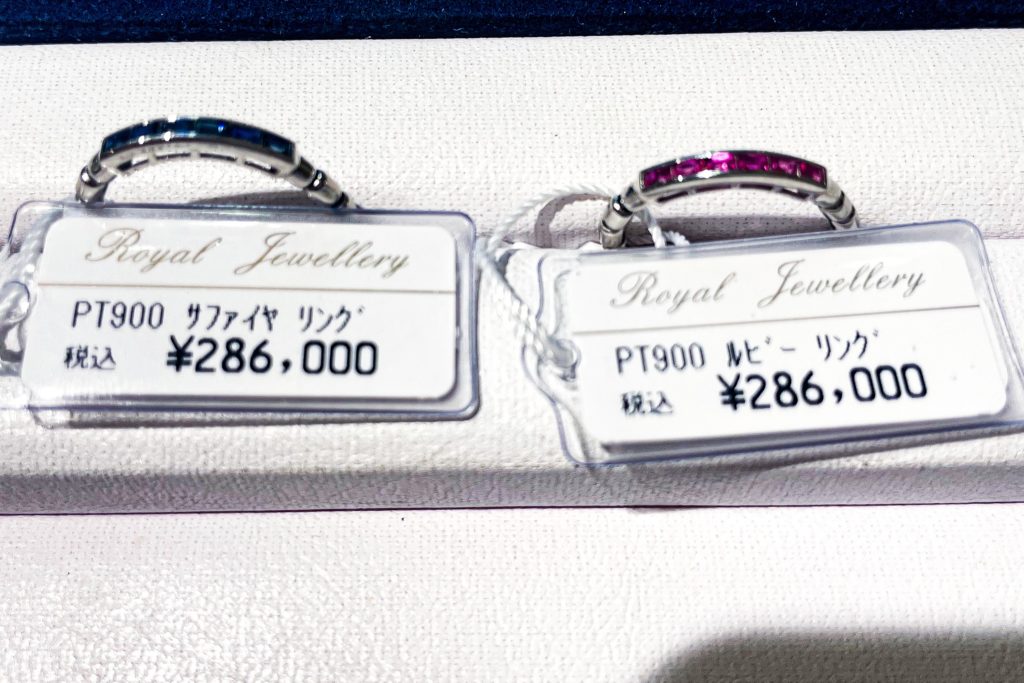 Royal Jewellery
PT900 ｻﾌｧｲﾔ ﾘﾝｸﾞ
税込 ¥286,000
Royal Jewellery
PT900 ﾙﾋﾞｰ ﾘﾝｸﾞ
税込 ¥286,000